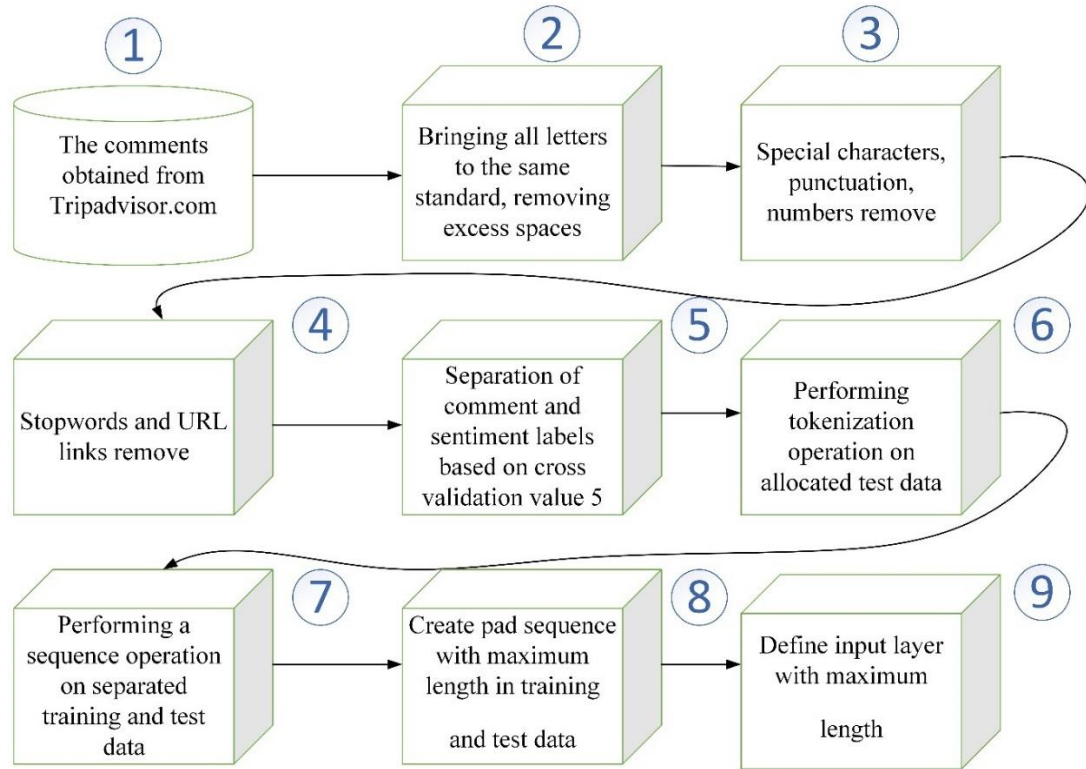 1
The comments
obtained from
Tripadvisor.com
2
Bringing all letters
to the same
standard, removing
excess spaces
3
Special characters,
punctuation,
numbers remove
4
Stopwords and URL
links remove
5
Separation of
comment and
sentiment labels
based on cross
validation value 5
6
Performing
tokenization
operation on
allocated test data
7
Performing a
sequence operation
on separated
training and test
data
8
Create pad sequence
with maximum
length in training
and test data
9
Define input layer
with maximum
length